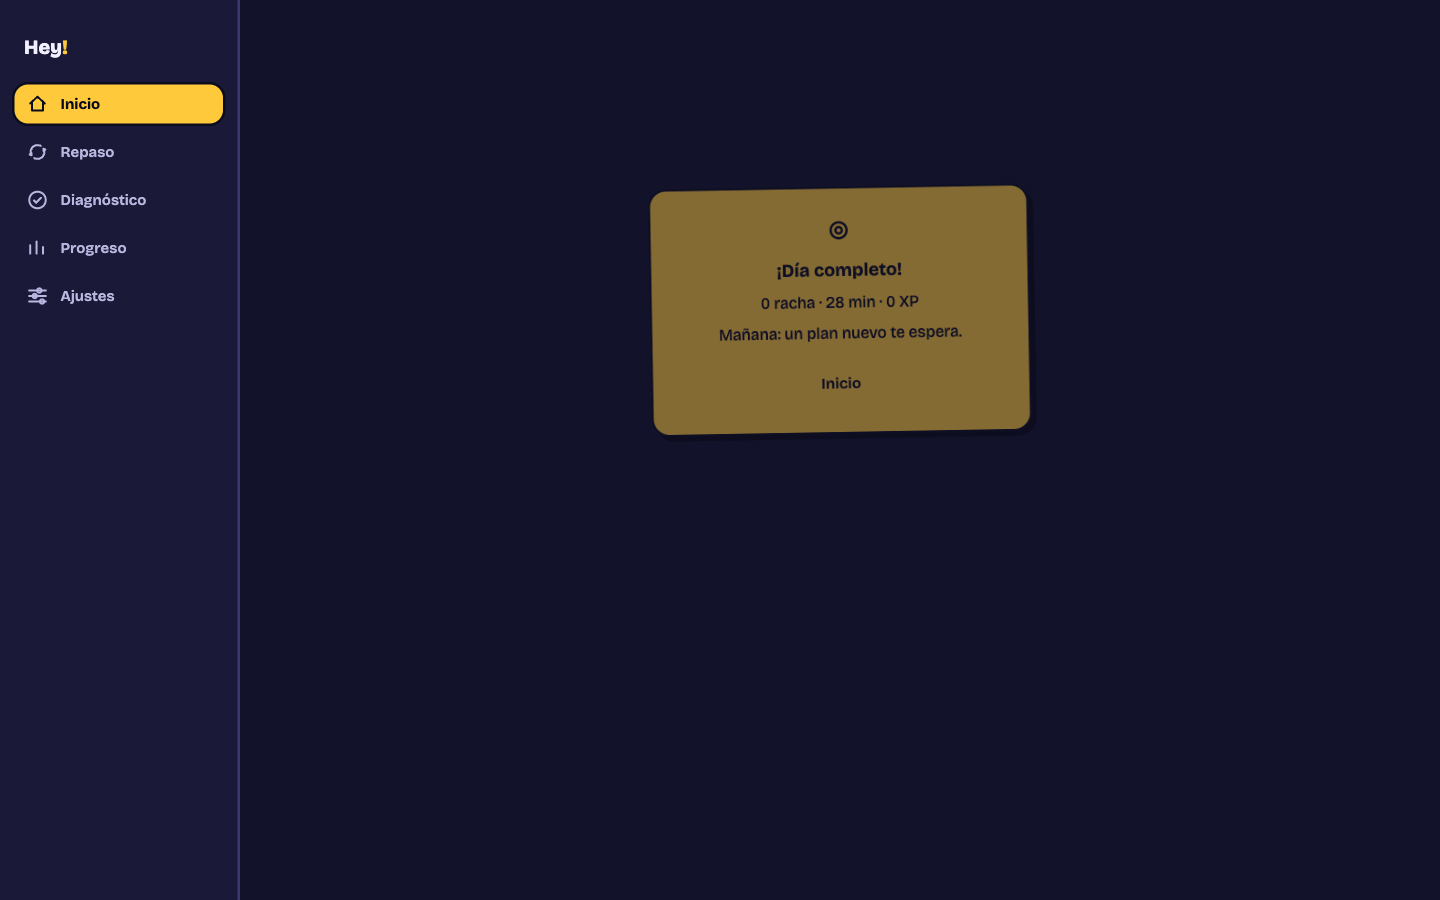 Hey!
Inicio
Repaso
Diagnóstico
Progreso
Ajustes
¡Día completo!
0 racha · 28 min · 0 XP
Mañana: un plan nuevo te espera.
Inicio